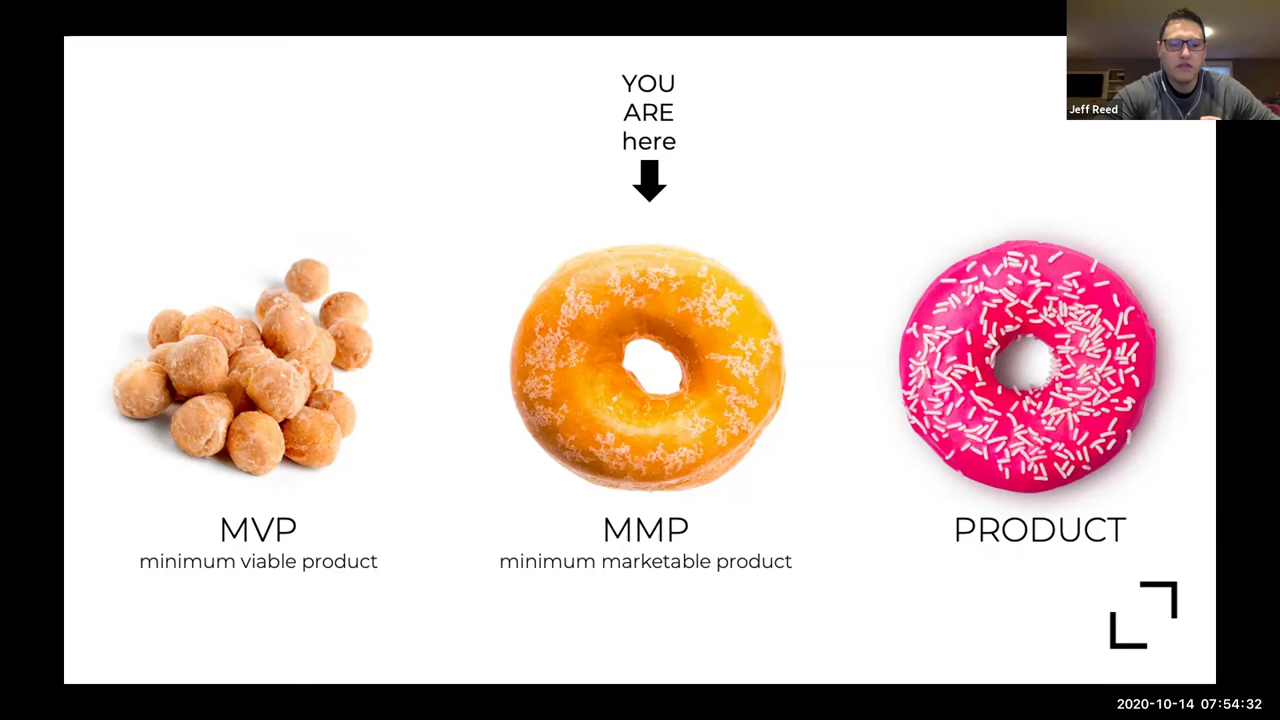 YOU
ARE
here
Jeff Reed
MVP
minimum viable product
MMP
minimum marketable product
PRODUCT
2020-10-14 07:54:32